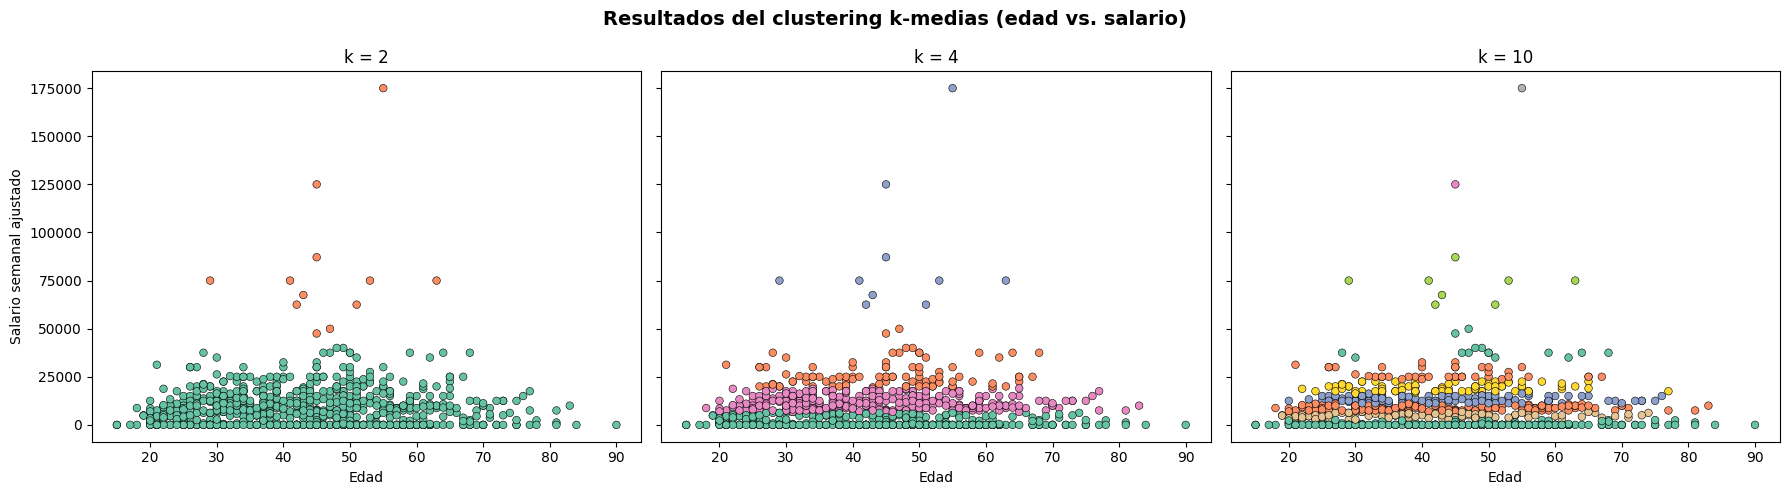 Resultados del clustering k-medias (edad vs. salario)
k = 2
k = 4
k = 10
Salario semanal ajustado
175000
150000
125000
100000
75000
50000
25000
0
20 30 40 50 60 70 80 90
20 30 40 50 60 70 80 90
20 30 40 50 60 70 80 90
Edad
Edad
Edad